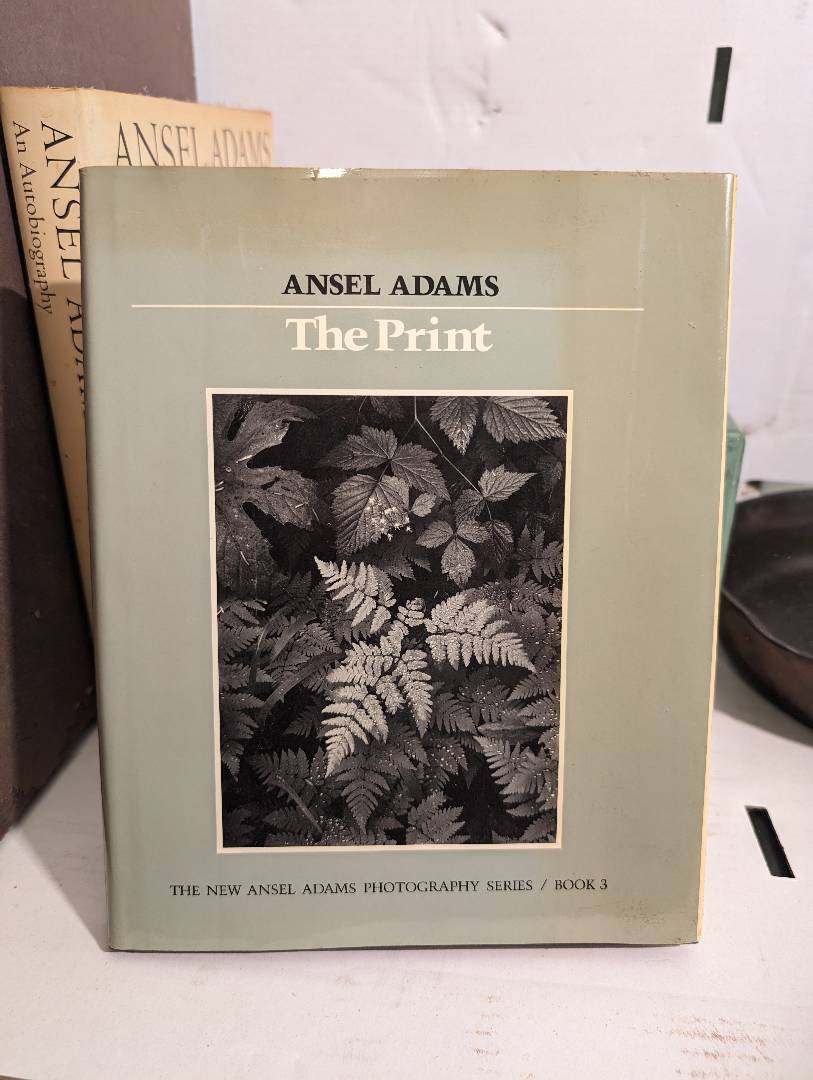 ANSEL ADAMS
An Autobiography
ANSEL ADAMS
ANSEL ADAMS
The Print
THE NEW ANSEL ADAMS PHOTOGRAPHY SERIES / BOOK 3